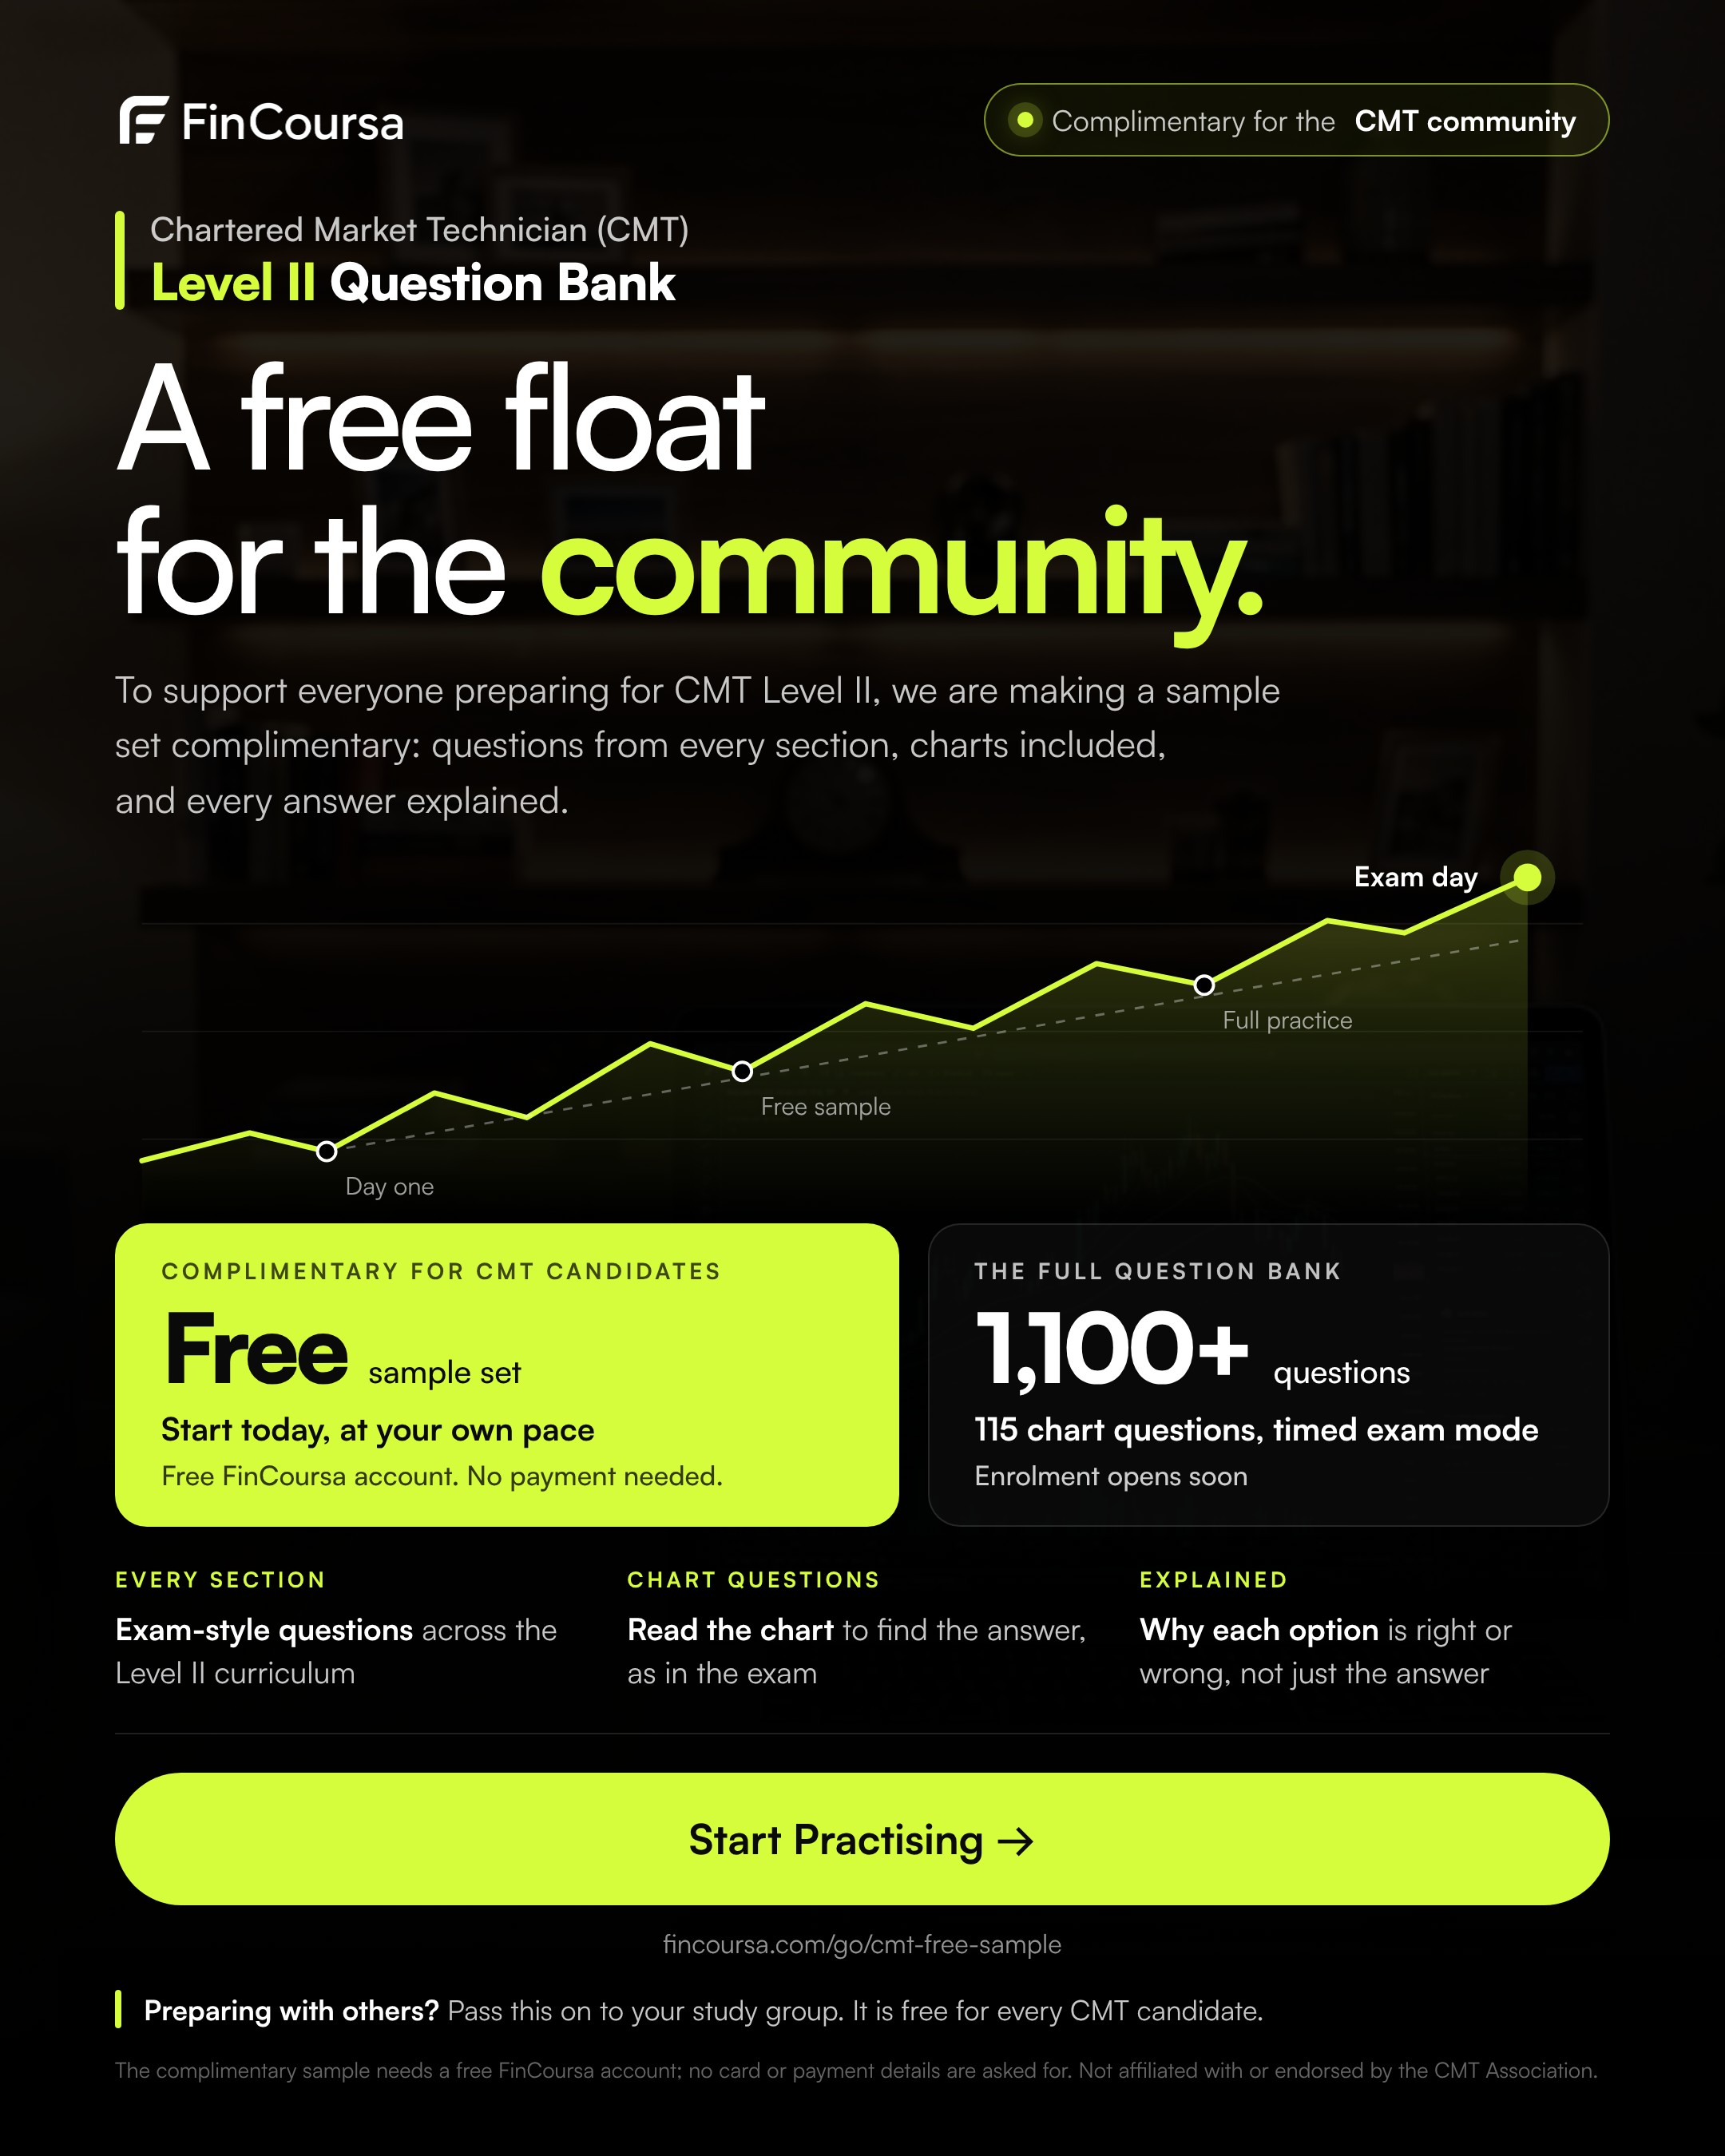 FinCoursa
Complimentary for the CMT community
Chartered Market Technician (CMT)
Level II Question Bank
A free float
for the community.
To support everyone preparing for CMT Level II, we are making a sample
set complimentary: questions from every section, charts included,
and every answer explained.
Exam day
Full practice
Free sample
Day one
COMPLIMENTARY FOR CMT CANDIDATES
Free sample set
Start today, at your own pace
Free FinCoursa account. No payment needed.
THE FULL QUESTION BANK
1,100+ questions
115 chart questions, timed exam mode
Enrolment opens soon
EVERY SECTION
Exam-style questions across the
Level II curriculum
CHART QUESTIONS
Read the chart to find the answer,
as in the exam
EXPLAINED
Why each option is right or
wrong, not just the answer
Start Practising →
fincoursa.com/go/cmt-free-sample
Preparing with others? Pass this on to your study group. It is free for every CMT candidate.
The complimentary sample needs a free FinCoursa account; no card or payment details are asked for. Not affiliated with or endorsed by the CMT Association.